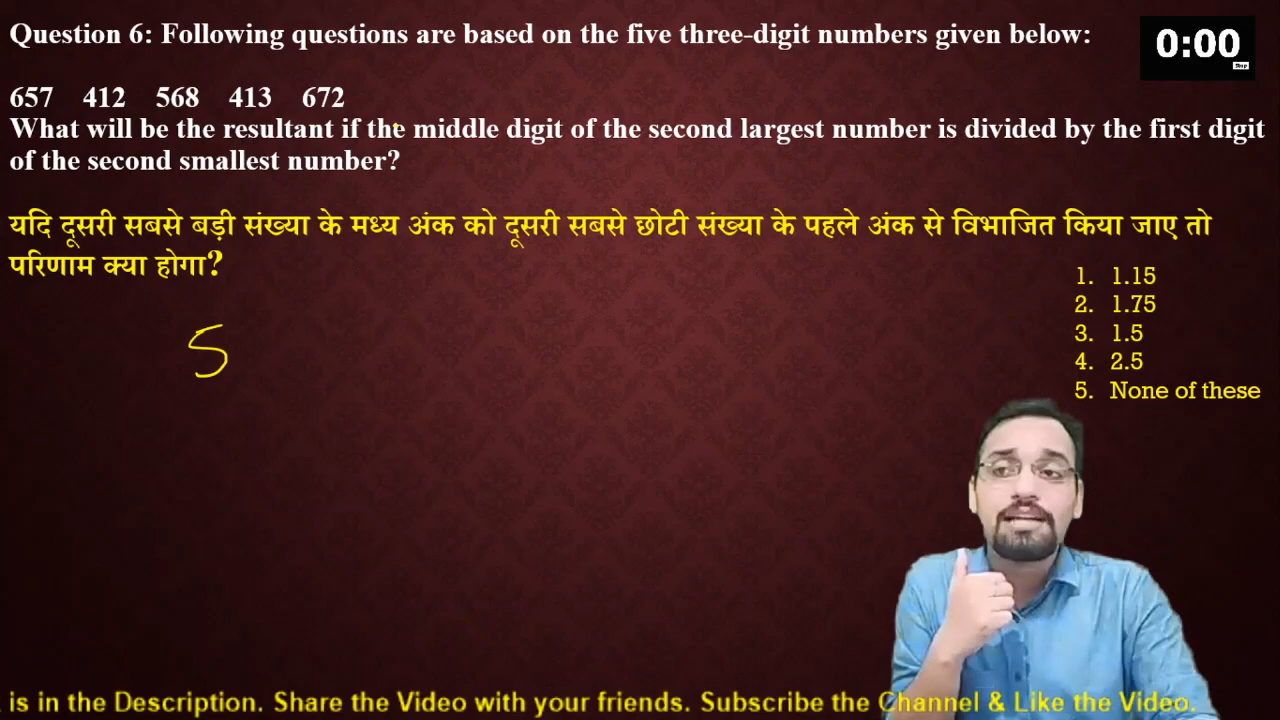 Question 6: Following questions are based on the five three-digit numbers given below:
0:00
Stop
657 412 568 413 672
What will be the resultant if the middle digit of the second largest number is divided by the first digit
of the second smallest number?
यदि दूसरी सबसे बड़ी संख्या के मध्य अंक को दूसरी सबसे छोटी संख्या के पहले अंक से विभाजित किया जाए तो
परिणाम क्या होगा?
1. 1.15
2. 1.75
3. 1.5
4. 2.5
5. None of these
5
is in the Description. Share the Video with your friends. Subscribe the Channel & Like the Video.